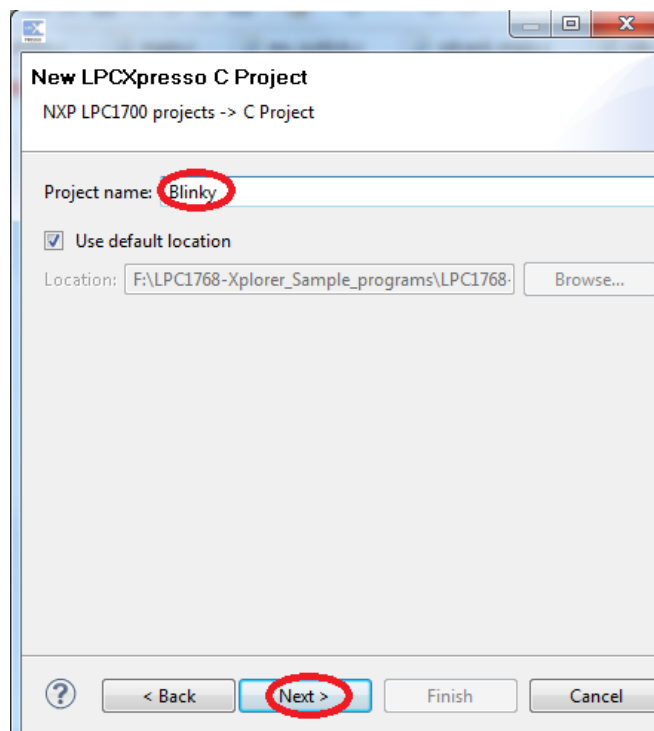 New LPCXpresso C Project
NXP LPC1700 projects -> C Project
Project name: Blinky
Use default location
Location: F:\LPC1768-Xplorer_Sample_programs\LPC1768- Browse...
? < Back Next > Finish Cancel